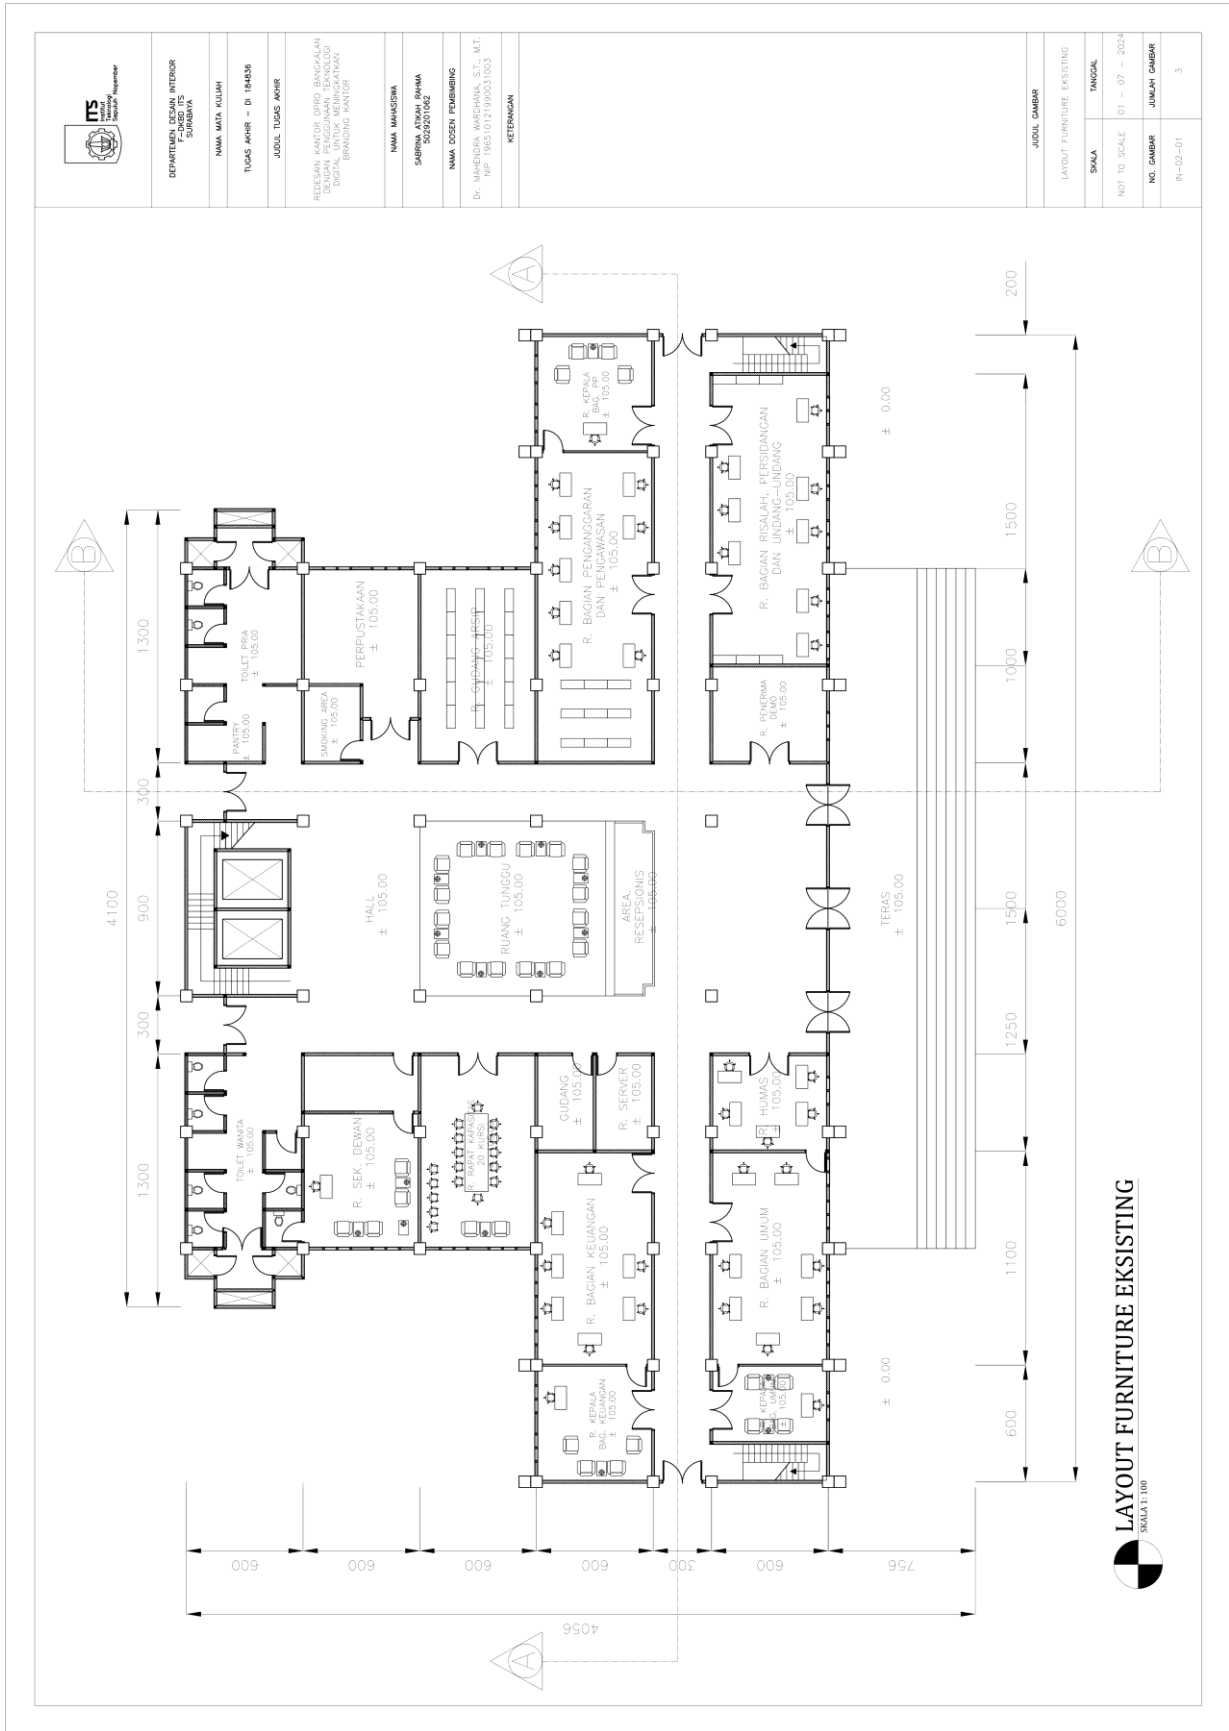 ITS
Institut
Teknologi
Sepuluh Nopember
DEPARTEMEN DESAIN INTERIOR
F-DKBD ITS
SURABAYA
NAMA MATA KULIAH
TUGAS AKHIR - DI 184836
JUDUL TUGAS AKHIR
REDESAIN KANTOR DPRD BANGKALAN
DENGAN PENGGUNAAN TEKNOLOGI
DIGITAL UNTUK MENINGKATKAN
BRANDING KANTOR
NAMA MAHASISWA
SABRINA ATIKAH RAHMA
5029201062
NAMA DOSEN PEMBIMBING
Dr. MAHENDRA WARDHANA, S.T., M.T.
NIP 196510121990031003
KETERANGAN
JUDUL GAMBAR
LAYOUT FURNITURE EKSISTING
SKALA
TANGGAL
NOT TO SCALE
01 - 07 - 2024
NO. GAMBAR
JUMLAH GAMBAR
IN-02-01
3
4100
1300
300
900
300
1300
TOILET WANITA
± 105.00
R. SEK. DEWAN
± 105.00
R. RAPAT KAPASITAS
20 KURSI
GUDANG
± 105.00
R. SERVER
± 105.00
R. BAGIAN KEUANGAN
± 105.00
R. KEPALA
BAG. KEUANGAN
± 105.00
R. HUMAS
± 105.00
R. BAGIAN UMUM
± 105.00
R. KEPALA
BAG. UMUM
± 105.00
HALL
± 105.00
RUANG TUNGGU
± 105.00
AREA
RESEPSIONIS
± 105.00
TERAS
± 105.00
PANTRY
± 105.00
TOILET PRIA
± 105.00
SMOKING AREA
± 105.00
PERPUSTAKAAN
± 105.00
R. GUDANG ARSIP
± 105.00
R. BAGIAN PENGANGGARAN
DAN PENGAWASAN
± 105.00
R. KEPALA
BAG. PP
± 105.00
R. PENERIMA
DEMO
± 105.00
R. BAGIAN RISALAH, PERSIDANGAN
DAN UNDANG-UNDANG
± 105.00
± 0.00
± 0.00
600
1100
1250
1500
1000
1500
200
6000
600
600
600
600
300
600
756
4056
A
A
B
B
LAYOUT FURNITURE EKSISTING
SKALA 1: 100